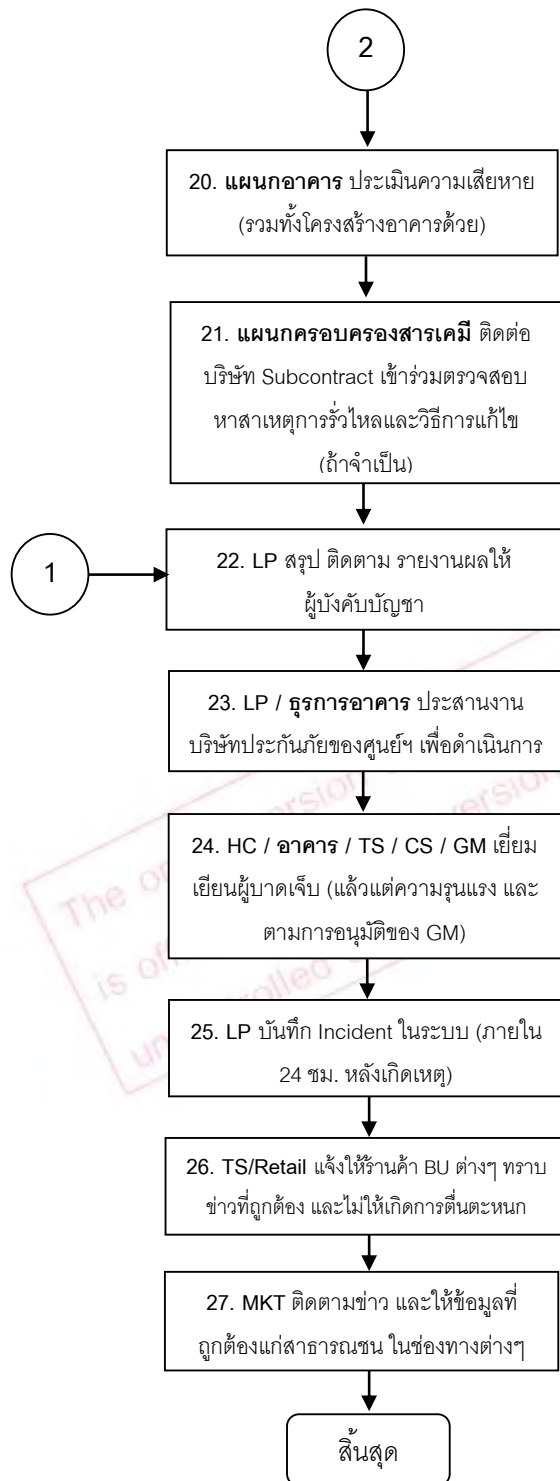 2
20. แผนกอาคาร ประเมินความเสียหาย
(รวมทั้งโครงสร้างอาคารด้วย)
21. แผนกครอบครองสารเคมี ติดต่อ
บริษัท Subcontract เข้าร่วมตรวจสอบ
หาสาเหตุการรั่วไหลและวิธีการแก้ไข
(ถ้าจำเป็น)
1
22. LP สรุป ติดตาม รายงานผลให้
ผู้บังคับบัญชา
23. LP / ธุรการอาคาร ประสานงาน
บริษัทประกันภัยของศูนย์ฯ เพื่อดำเนินการ
24. HC / อาคาร / TS / CS / GM เยี่ยม
เยียนผู้บาดเจ็บ (แล้วแต่ความรุนแรง และ
ตามการอนุมัติของ GM)
25. LP บันทึก Incident ในระบบ (ภายใน
24 ชม. หลังเกิดเหตุ)
26. TS/Retail แจ้งให้ร้านค้า BU ต่างๆ ทราบ
ข่าวที่ถูกต้อง และไม่ให้เกิดการตื่นตะหนก
27. MKT ติดตามข่าว และให้ข้อมูลที่
ถูกต้องแก่สาธารณชน ในช่องทางต่างๆ
สิ้นสุด